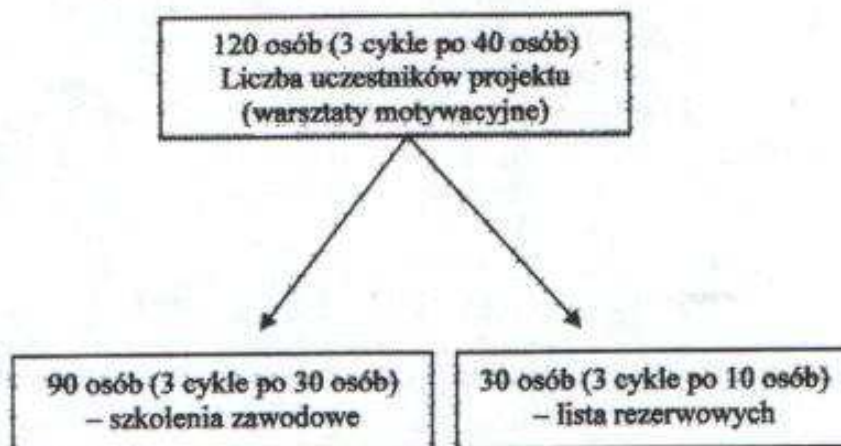 120 osób (3 cykle po 40 osób)
Liczba uczestników projektu
(warsztaty motywacyjne)
90 osób (3 cykle po 30 osób)
– szkolenia zawodowe
30 osób (3 cykle po 10 osób)
– lista rezerwowych